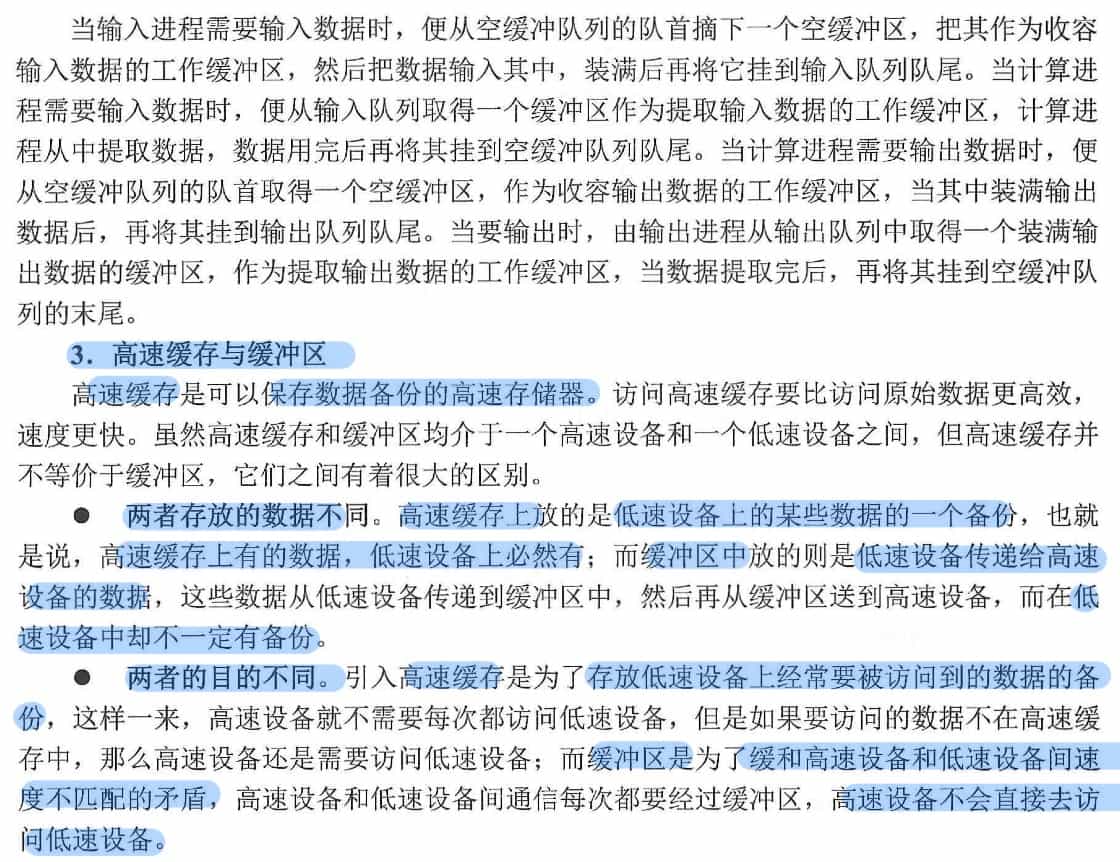 当输入进程需要输入数据时，便从空缓冲队列的队首摘下一个空缓冲区，把其作为收容
输入数据的工作缓冲区，然后把数据输入其中，装满后再将它挂到输入队列队尾。当计算进
程需要输入数据时，便从输入队列取得一个缓冲区作为提取输入数据的工作缓冲区，计算进
程从中提取数据，数据用完后再将其挂到空缓冲队列队尾。当计算进程需要输出数据时，便
从空缓冲队列的队首取得一个空缓冲区，作为收容输出数据的工作缓冲区，当其中装满输出
数据后，再将其挂到输出队列队尾。当要输出时，由输出进程从输出队列中取得一个装满输
出数据的缓冲区，作为提取输出数据的工作缓冲区，当数据提取完后，再将其挂到空缓冲队
列的末尾。
3．高速缓存与缓冲区
高速缓存是可以保存数据备份的高速存储器。访问高速缓存要比访问原始数据更高效，
速度更快。虽然高速缓存和缓冲区均介于一个高速设备和一个低速设备之间，但高速缓存并
不等价于缓冲区，它们之间有着很大的区别。
● 两者存放的数据不同。高速缓存上放的是低速设备上的某些数据的一个备份，也就
是说，高速缓存上有的数据，低速设备上必然有；而缓冲区中放的则是低速设备传递给高速
设备的数据，这些数据从低速设备传递到缓冲区中，然后再从缓冲区送到高速设备，而在低
速设备中却不一定有备份。
● 两者的目的不同。引入高速缓存是为了存放低速设备上经常要被访问到的数据的备
份，这样一来，高速设备就不需要每次都访问低速设备，但是如果要访问的数据不在高速缓
存中，那么高速设备还是需要访问低速设备；而缓冲区是为了缓和高速设备和低速设备间速
度不匹配的矛盾，高速设备和低速设备间通信每次都要经过缓冲区，高速设备不会直接去访
问低速设备。